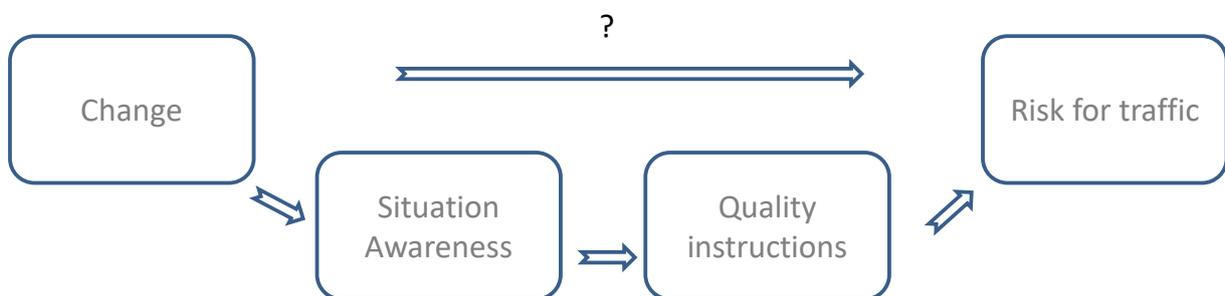 ?
Change
Risk for traffic
Situation
Awareness
Quality
instructions